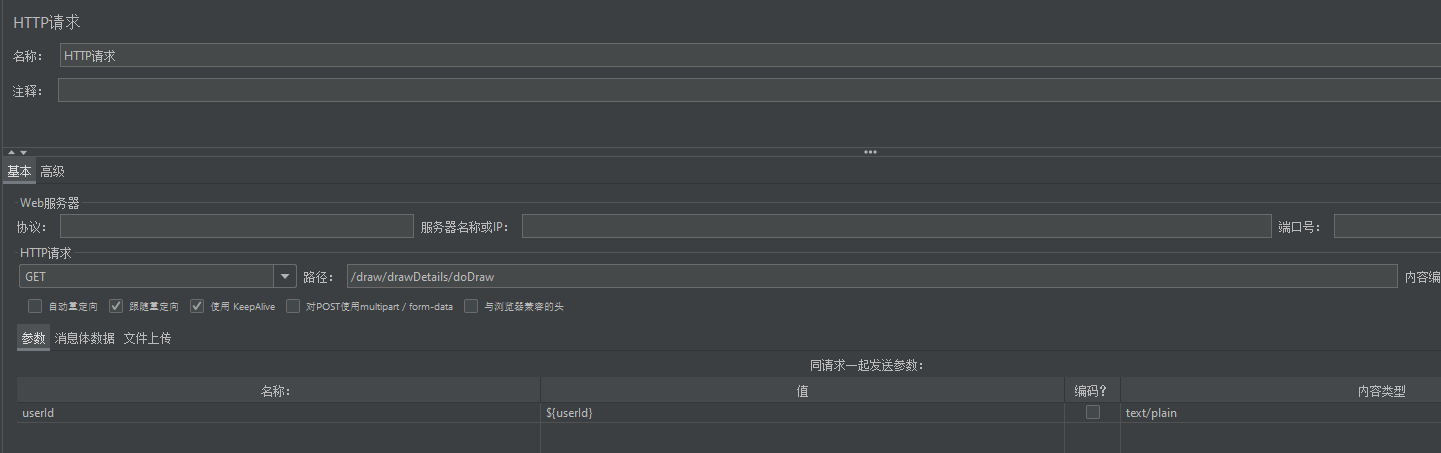 HTTP请求
名称： HTTP请求
注释：
基本 高级
Web服务器
协议： 服务器名称或IP： 端口号：
HTTP请求
GET 路径： /draw/drawDetails/doDraw 内容编
自动重定向 跟随重定向 使用 KeepAlive 对POST使用multipart / form-data 与浏览器兼容的头
参数 消息体数据 文件上传
同请求一起发送参数：
名称： 值 编码？ 内容类型
userId ${userId} text/plain